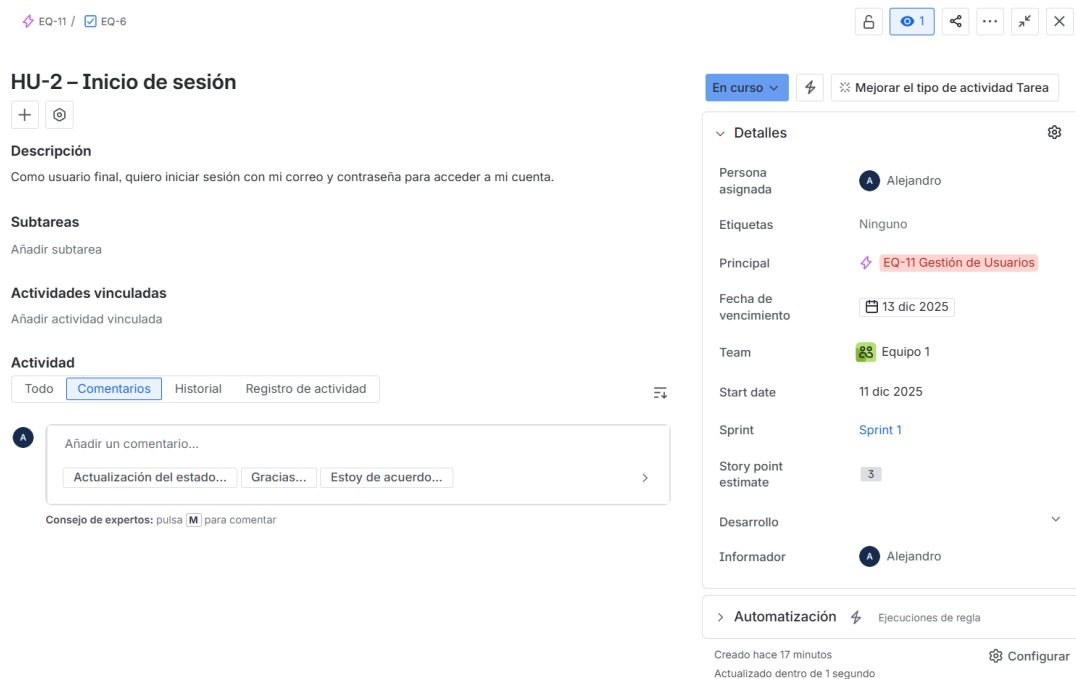 EQ-11 / EQ-6
1
HU-2 – Inicio de sesión
Descripción
Como usuario final, quiero iniciar sesión con mi correo y contraseña para acceder a mi cuenta.
Subtareas
Añadir subtarea
Actividades vinculadas
Añadir actividad vinculada
Actividad
Todo Comentarios Historial Registro de actividad
A
Añadir un comentario...
Actualización del estado... Gracias... Estoy de acuerdo...
Consejo de expertos: pulsa M para comentar
En curso Mejorar el tipo de actividad Tarea
Detalles
Persona asignada A Alejandro
Etiquetas Ninguno
Principal EQ-11 Gestión de Usuarios
Fecha de vencimiento 13 dic 2025
Team Equipo 1
Start date 11 dic 2025
Sprint Sprint 1
Story point estimate 3
Desarrollo
Informador A Alejandro
Automatización Ejecuciones de regla
Creado hace 17 minutos
Configurar
Actualizado dentro de 1 segundo